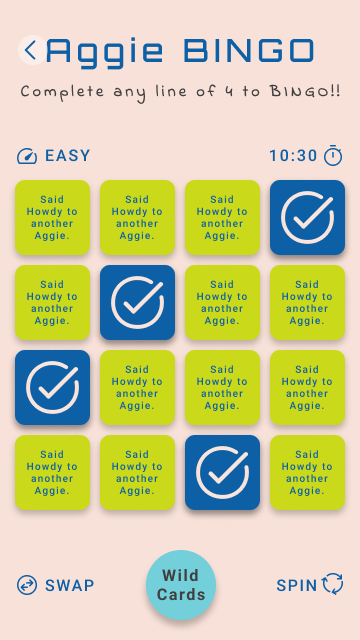 Aggie BINGO
Complete any line of 4 to BINGO!!
EASY 10:30
Said Said Said
Howdy to Howdy to Howdy to
another another another
Aggie. Aggie. Aggie.
Said Said Said
Howdy to Howdy to Howdy to
another another another
Aggie. Aggie. Aggie.
Said Said Said
Howdy to Howdy to Howdy to
another another another
Aggie. Aggie. Aggie.
Said Said Said
Howdy to Howdy to Howdy to
another another another
Aggie. Aggie. Aggie.
SWAP
Wild
Cards
SPIN